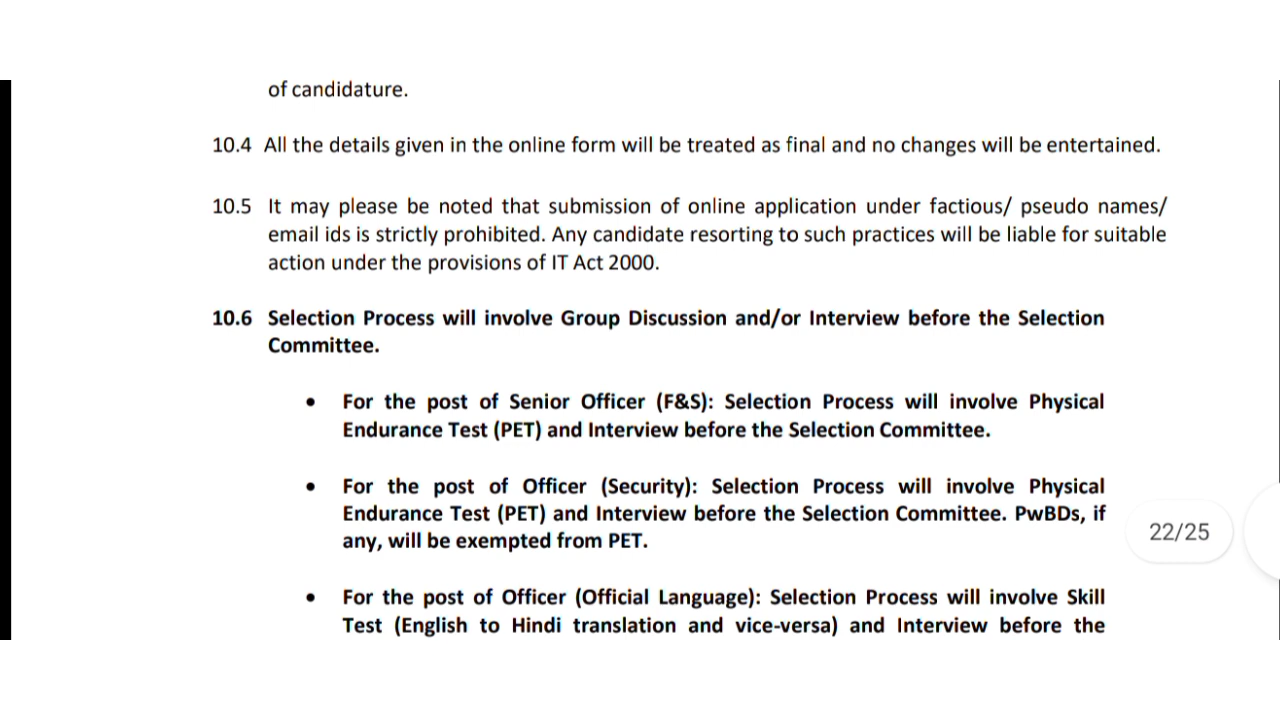 of candidature.
10.4 All the details given in the online form will be treated as final and no changes will be entertained.
10.5 It may please be noted that submission of online application under factious/ pseudo names/
email ids is strictly prohibited. Any candidate resorting to such practices will be liable for suitable
action under the provisions of IT Act 2000.
10.6 Selection Process will involve Group Discussion and/or Interview before the Selection
Committee.
• For the post of Senior Officer (F&S): Selection Process will involve Physical
Endurance Test (PET) and Interview before the Selection Committee.
• For the post of Officer (Security): Selection Process will involve Physical
Endurance Test (PET) and Interview before the Selection Committee. PwBDs, if
any, will be exempted from PET.
22/25
• For the post of Officer (Official Language): Selection Process will involve Skill
Test (English to Hindi translation and vice-versa) and Interview before the